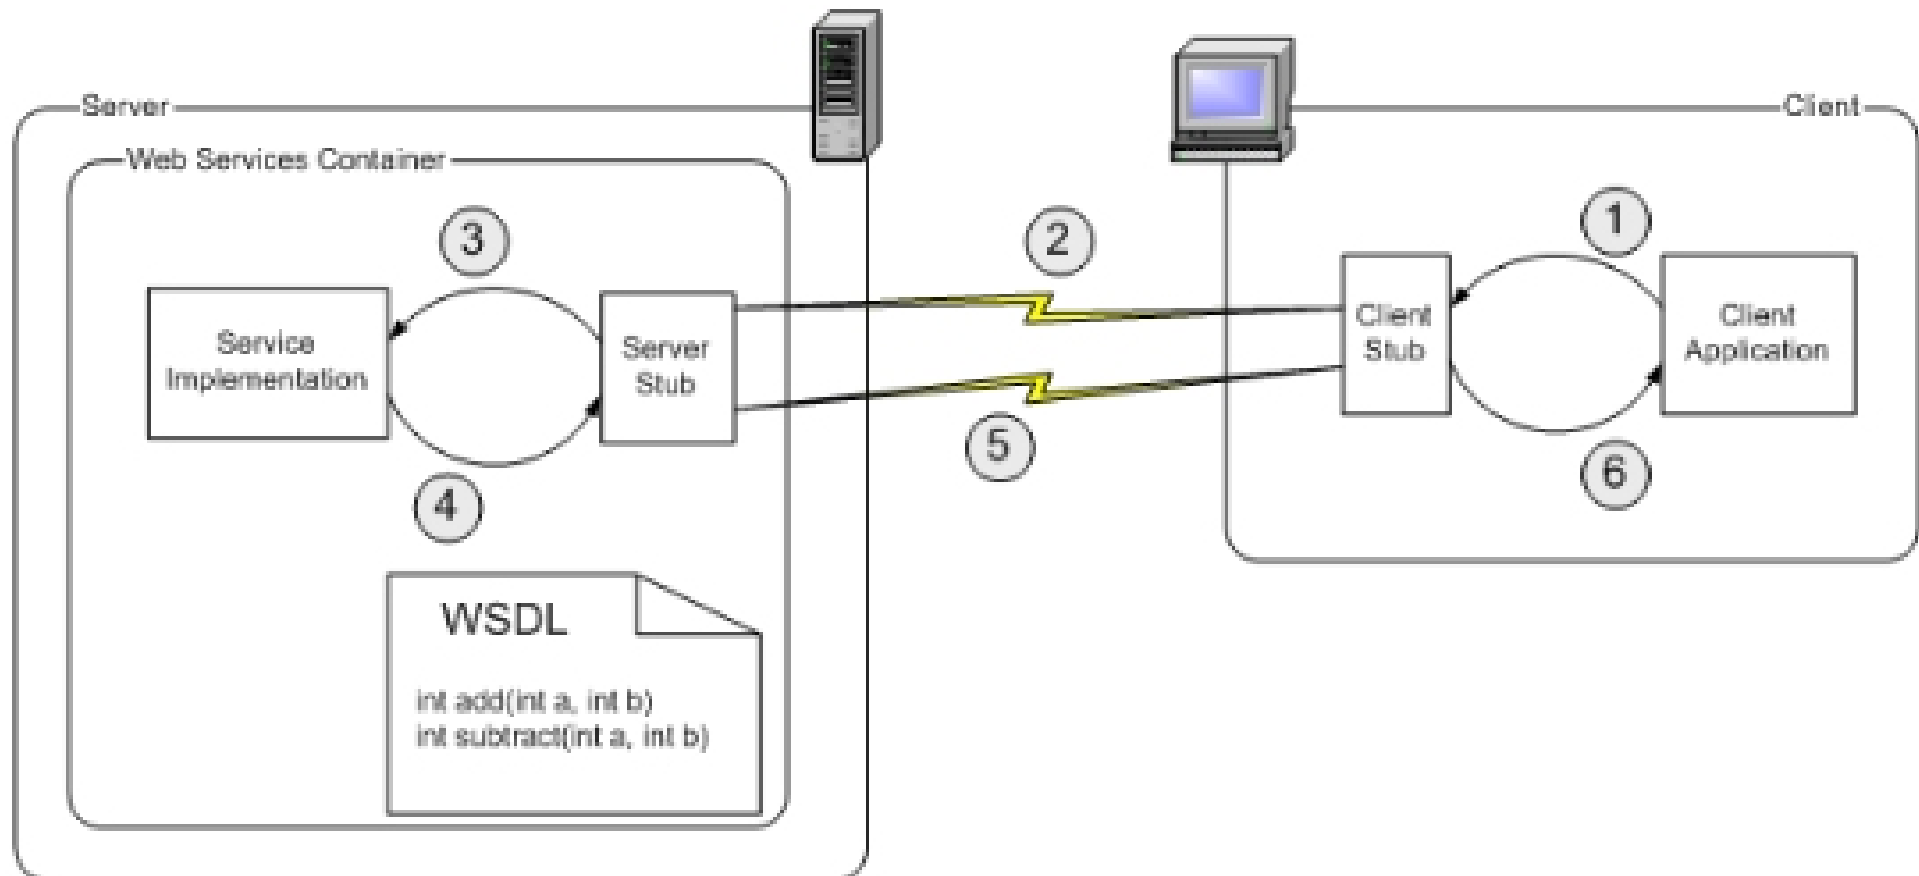 Server
Client
Web Services Container
3
2
1
Service
Implementation
Server
Stub
Client
Stub
Client
Application
4
5
6
WSDL
int add(int a, int b)
int subtract(int a, int b)